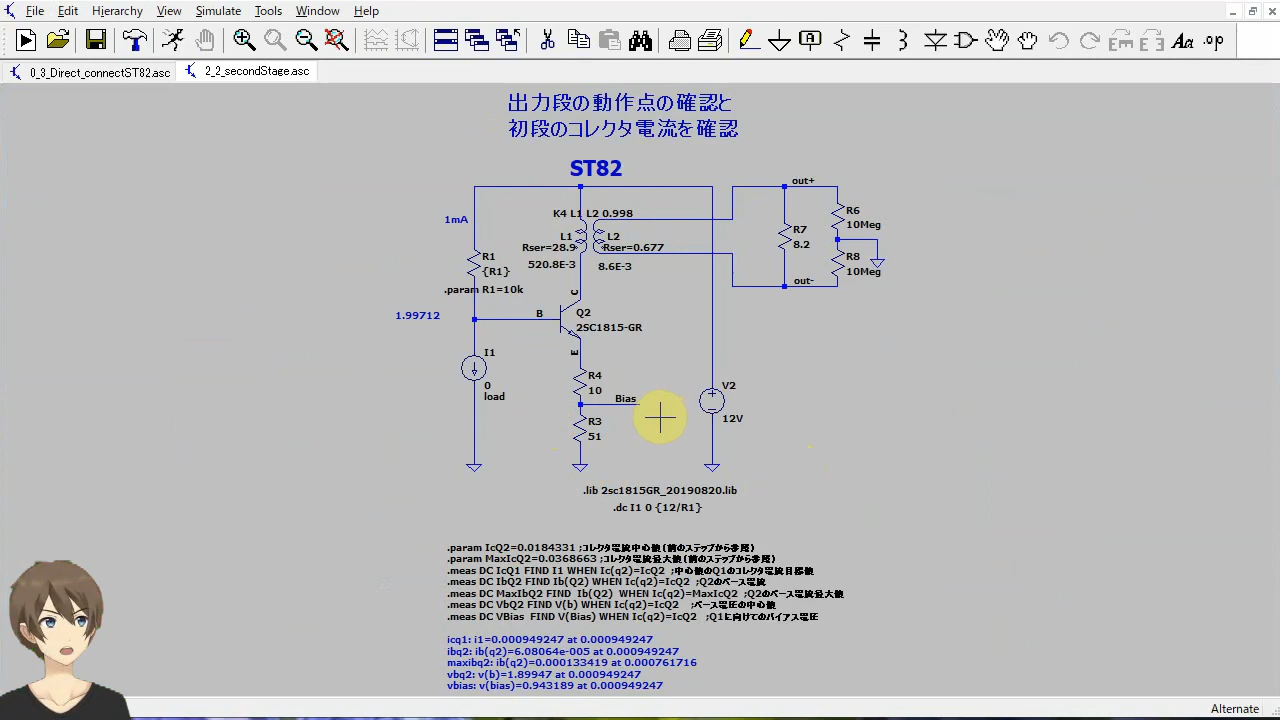 File Edit Hierarchy View Simulate Tools Window Help
Aa .op
0_3_Direct_connectST82.asc 2_2_secondStage.asc
出力段の動作点の確認と
初段のコレクタ電流を確認
ST82
out+
K4 L1 L2 0.998
R6
10Meg
1mA
R7
8.2
L1
L2
Rser=28.9
Rser=0.677
R1
{R1}
520.8E-3
8.6E-3
R8
10Meg
.param R1=10k
out-
C
1.99712
B
Q2
2SC1815-GR
E
I1
0
load
R4
10
Bias
V2
12V
R3
51
.lib 2sc1815GR_20190820.lib
.dc I1 0 {12/R1}
.param IcQ2=0.0184331 ;コレクタ電流中心値(前のステップから参照)
.param MaxIcQ2=0.0368663 ;コレクタ電流最大値(前のステップから参照)
.meas DC IcQ1 FIND I1 WHEN Ic(q2)=IcQ2 ;中心値のQ1のコレクタ電流目標値
.meas DC IbQ2 FIND Ib(Q2) WHEN Ic(q2)=IcQ2 ;Q2のベース電流
.meas DC MaxIbQ2 FIND Ib(Q2) WHEN Ic(q2)=MaxIcQ2 ;Q2のベース電流最大値
.meas DC VbQ2 FIND V(b) WHEN Ic(q2)=IcQ2 ;ベース電圧の中心値
.meas DC VBias FIND V(Bias) WHEN Ic(q2)=IcQ2 ;Q1に向けてのバイアス電圧
icq1: i1=0.000949247 at 0.000949247
ibq2: ib(q2)=6.08064e-005 at 0.000949247
maxibq2: ib(q2)=0.000133419 at 0.000761716
vbq2: v(b)=1.89947 at 0.000949247
vbias: v(bias)=0.943189 at 0.000949247
Alternate